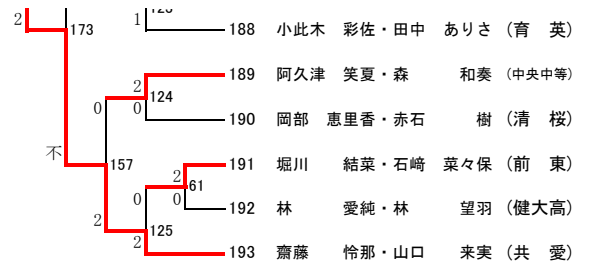 2
173
1
188 小此木 彩佐・田中 ありさ (育 英)
189 阿久津 笑夏・森 和奏 (中央中等)
2
124
0
0
190 岡部 恵里香・赤石 樹 (清 桜)
不
157
191 堀川 結菜・石﨑 菜々保 (前 東)
2
61
0
0
192 林 愛純・林 望羽 (健大高)
2
125
2
193 齋藤 怜那・山口 来実 (共 愛)